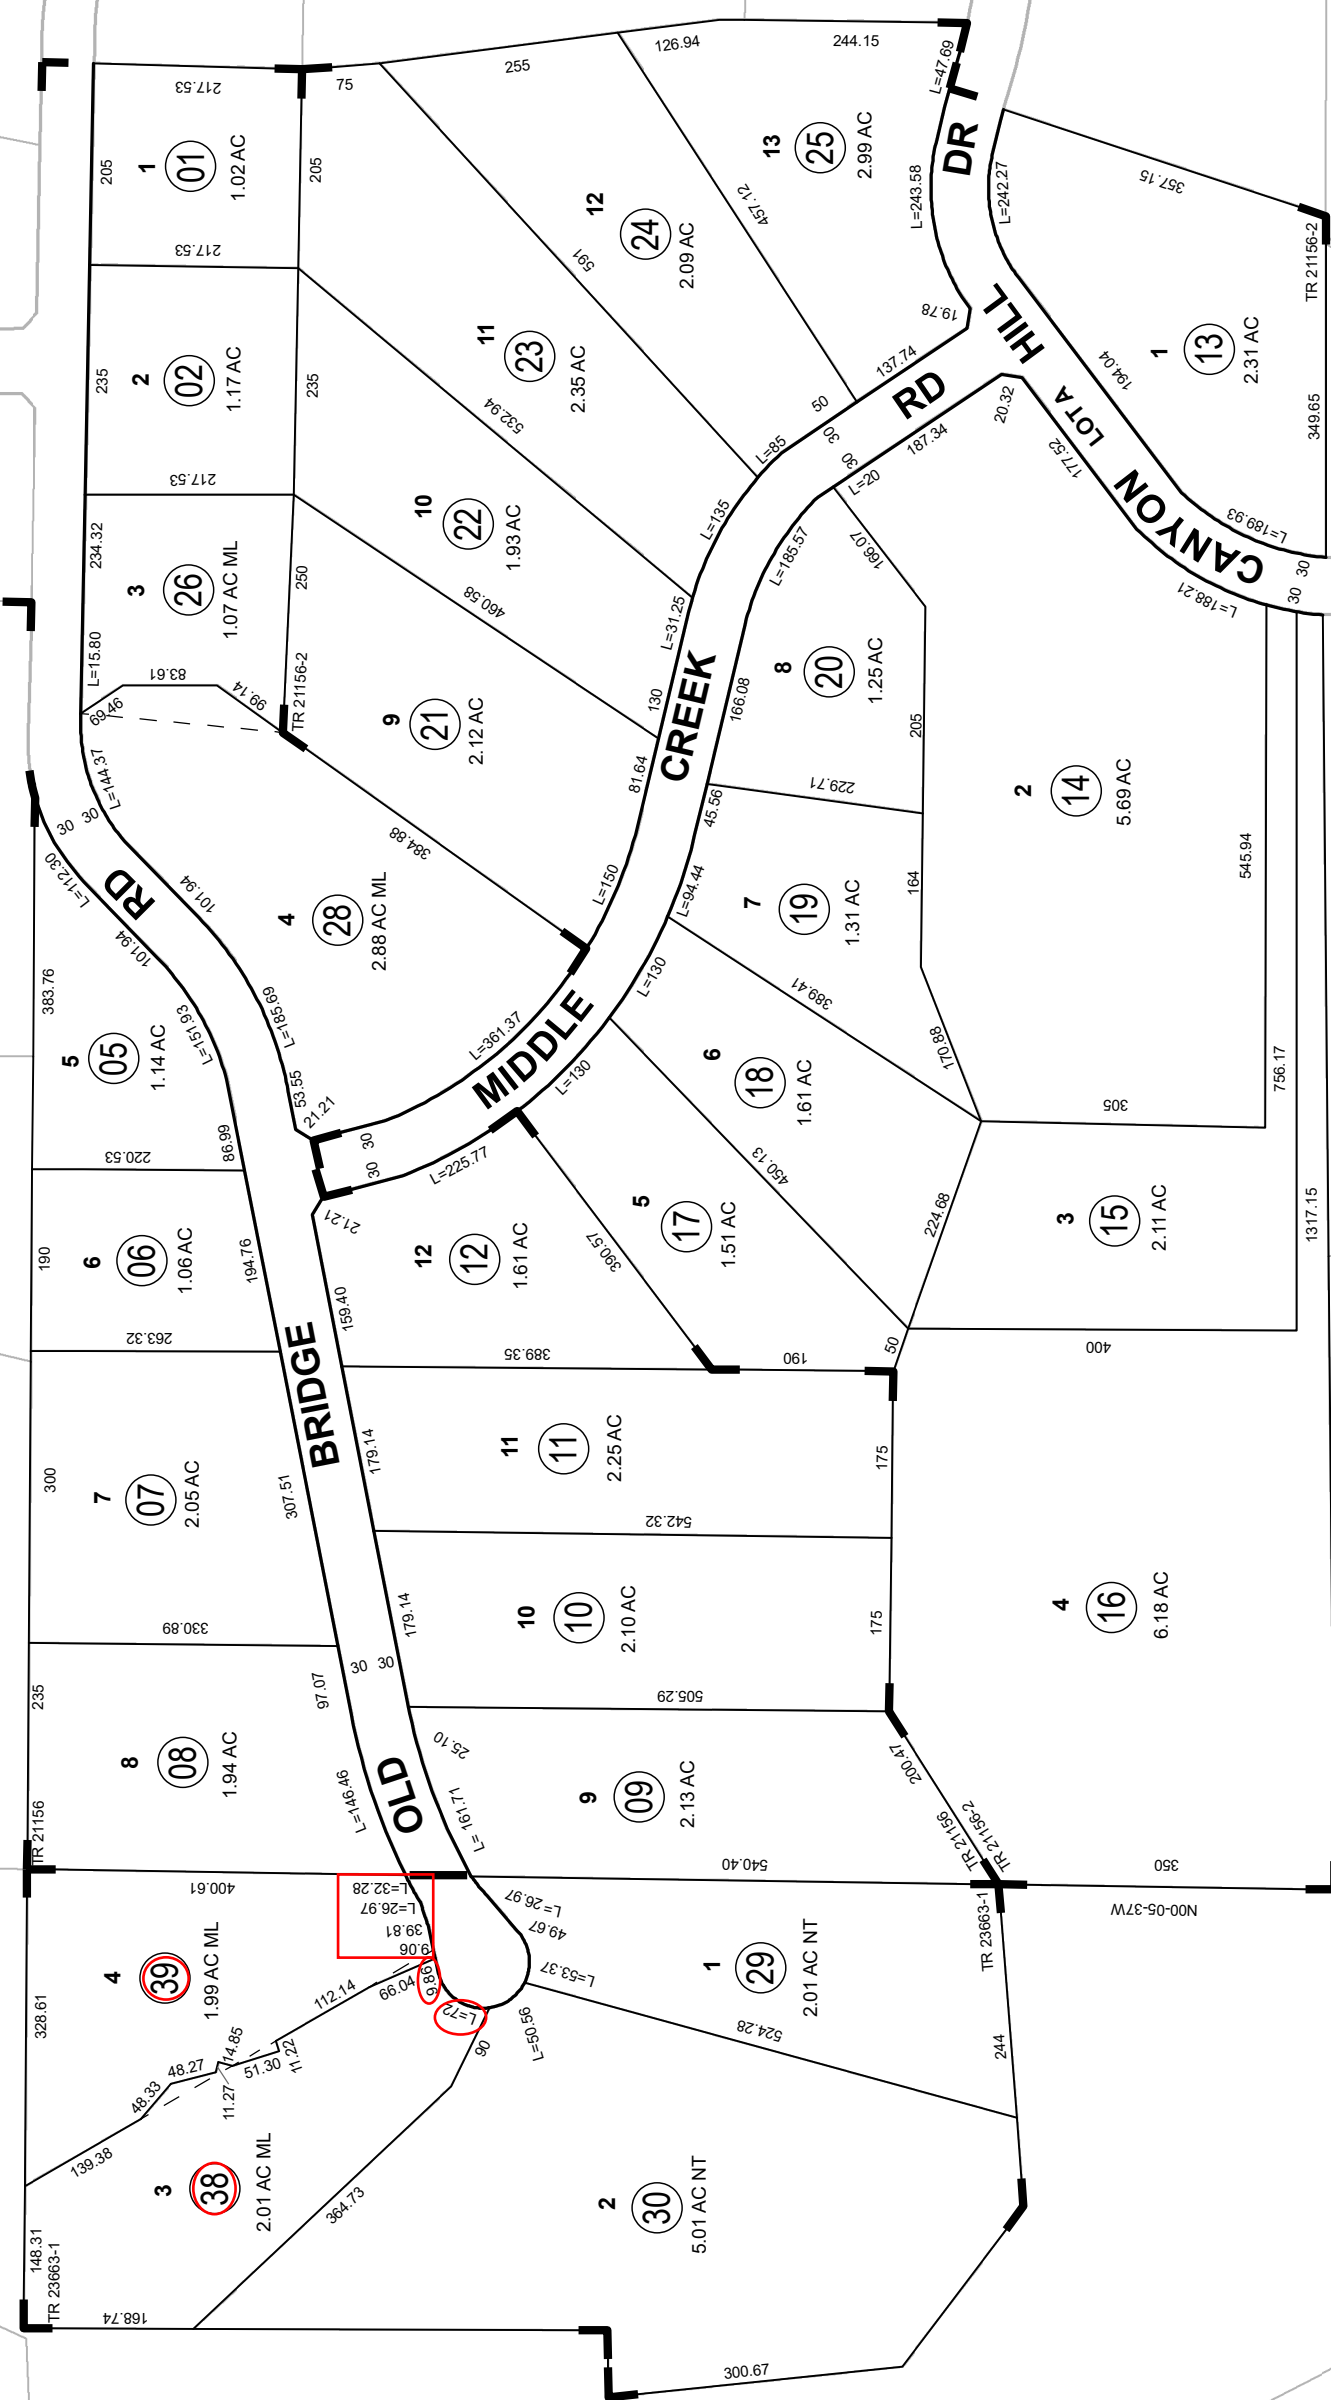 217.53
75
255
126.94
244.15
L=47.69
205
1
01
1.02 AC
205
13
25
2.99 AC
DR
L=243.58
L=242.27
357.15
TR 21156-2
12
24
2.09 AC
457.12
591
217.53
235
2
02
1.17 AC
235
11
23
2.35 AC
532.94
19.78
HILL
137.74
50
30
30
RD
20.32
187.34
LOT A
194.04
1
13
2.31 AC
349.65
177.52
L=85
L=20
217.53
234.32
3
26
1.07 AC ML
250
10
22
1.93 AC
L=135
L=185.57
166.07
CANYON
L=189.93
L=188.21
30
30
460.58
L=31.25
L=15.80
83.61
99.14
69.46
TR 21156-2
9
21
2.12 AC
130
CREEK
166.08
8
20
1.25 AC
205
81.64
45.56
229.71
L=144.37
30
30
L=112.30
RD
101.94
101.94
384.88
4
28
2.88 AC ML
L=150
L=94.44
7
19
1.31 AC
164
2
14
5.69 AC
545.94
383.76
5
05
1.14 AC
L=151.93
L=185.69
53.55
21.21
L=361.37
MIDDLE
L=130
L=130
389.41
170.88
6
18
1.61 AC
756.17
305
86.99
220.53
30
30
L=225.77
450.13
5
17
1.51 AC
390.57
224.68
3
15
2.11 AC
1317.15
190
6
06
1.06 AC
194.76
21.21
12
12
1.61 AC
159.40
263.32
BRIDGE
389.35
190
50
400
300
7
07
2.05 AC
307.51
179.14
11
11
2.25 AC
175
542.32
330.89
30
30
179.14
10
10
2.10 AC
175
4
16
6.18 AC
235
97.07
505.29
25.10
8
08
1.94 AC
L=146.46
OLD
L= 161.71
9
09
2.13 AC
200.47
TR 21156
TR 21156
TR 21156-2
400.61
L=32.28
L=26.97
39.81
9.06
540.40
350
N00-05-37W
L= 26.97
49.67
TR 23663-1
4
39
1.99 AC ML
328.61
112.14
66.04
9.86
L=72
L=53.37
L=50.56
90
1
29
2.01 AC NT
524.28
244
48.27
14.85
51.30
11.22
11.27
48.33
139.38
3
38
2.01 AC ML
364.73
2
30
5.01 AC NT
148.31
TR 23663-1
168.74
300.67